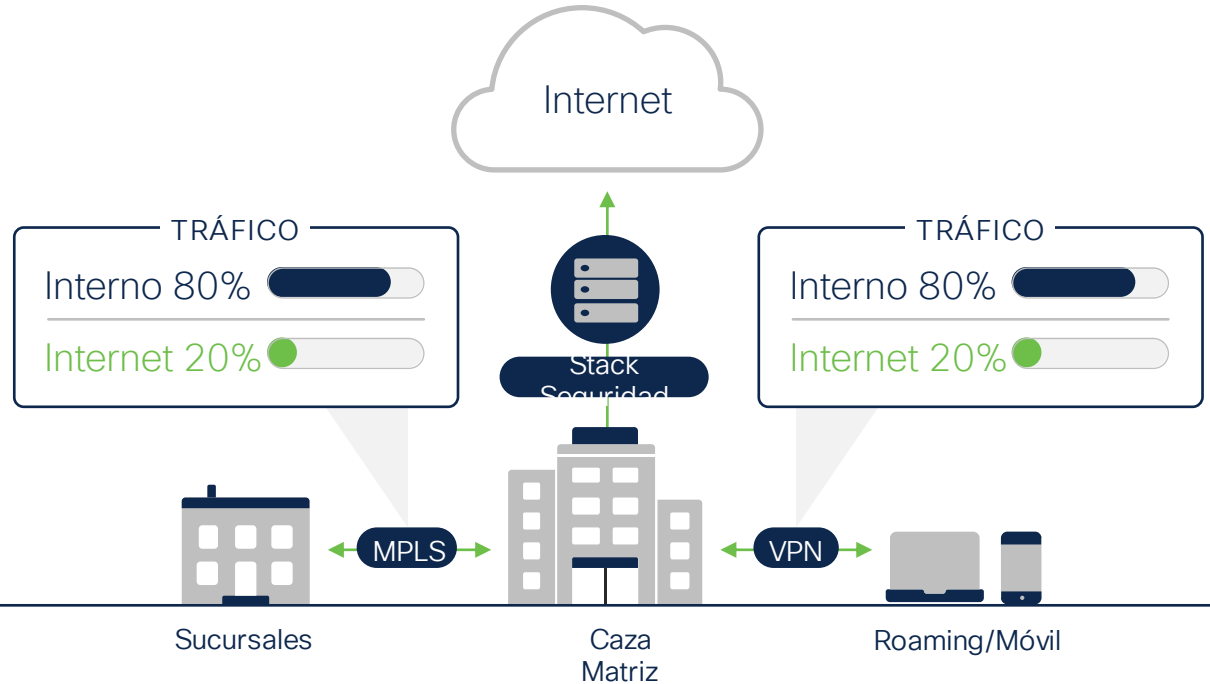 Internet
TRÁFICO
Interno 80%
Internet 20%
TRÁFICO
Interno 80%
Internet 20%
Stack
Seguridad
MPLS
VPN
Sucursales
Caza
Matriz
Roaming/Móvil